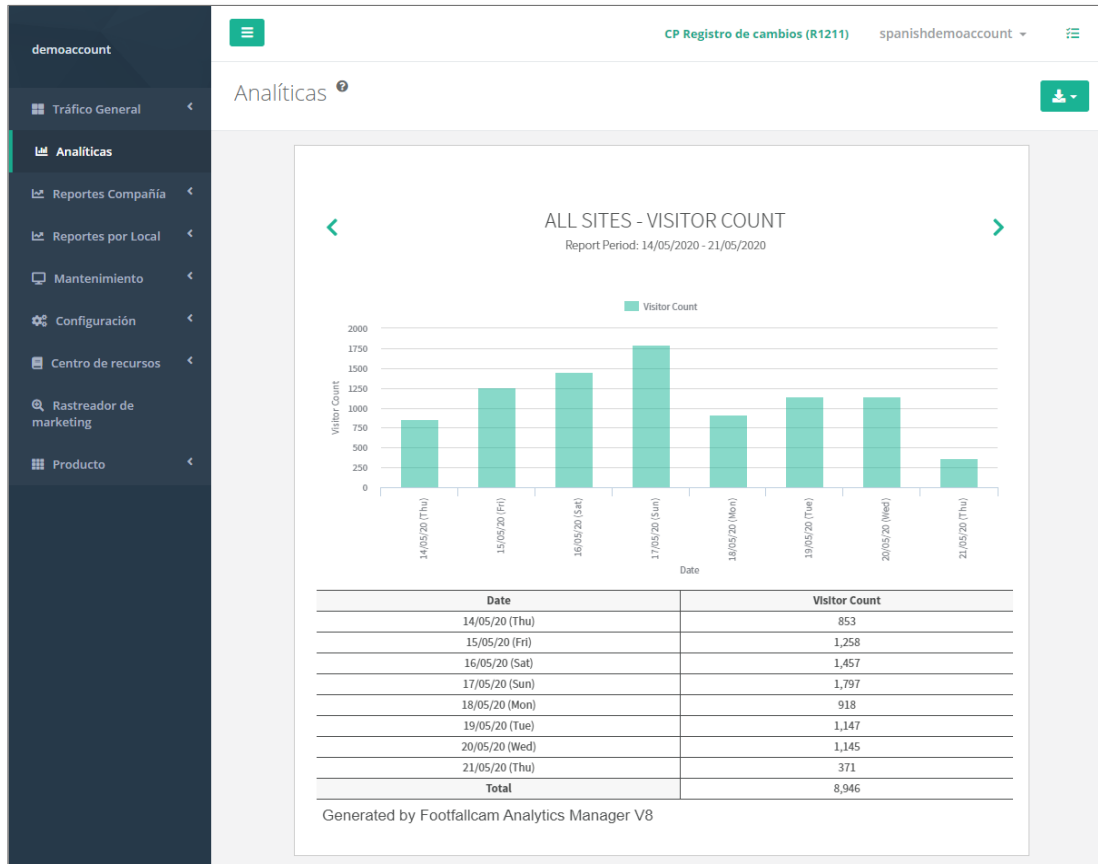 demoaccount
CP Registro de cambios (R1211)
spanishdemoaccount
Tráfico General
Analíticas
Reportes Compañía
Reportes por Local
Mantenimiento
Configuración
Centro de recursos
Rastreador de
marketing
Producto
Analíticas
ALL SITES - VISITOR COUNT
Report Period: 14/05/2020 - 21/05/2020
Visitor Count
Visitor Count
2000
1750
1500
1250
1000
750
500
250
0
14/05/20 (Thu)
15/05/20 (Fri)
16/05/20 (Sat)
17/05/20 (Sun)
18/05/20 (Mon)
19/05/20 (Tue)
20/05/20 (Wed)
21/05/20 (Thu)
Date
Date Visitor Count
14/05/20 (Thu) 853
15/05/20 (Fri) 1,258
16/05/20 (Sat) 1,457
17/05/20 (Sun) 1,797
18/05/20 (Mon) 918
19/05/20 (Tue) 1,147
20/05/20 (Wed) 1,145
21/05/20 (Thu) 371
Total 8,946
Generated by Footfallcam Analytics Manager V8